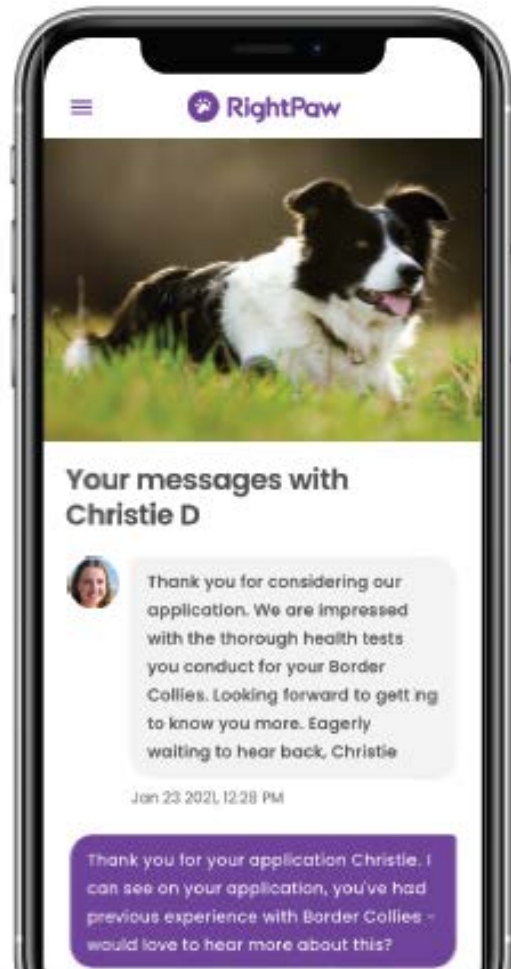 RightPaw
Your messages with
Christie D
Thank you for considering our
application. We are impressed
with the thorough health tests
you conduct for your Border
Collies. Looking forward to getting
to know you more. Eagerly
waiting to hear back, Christie
Jan 23 2021, 12:28 PM
Thank you for your application Christie. I
can see on your application, you've had
previous experience with Border Collies -
would love to hear more about this?